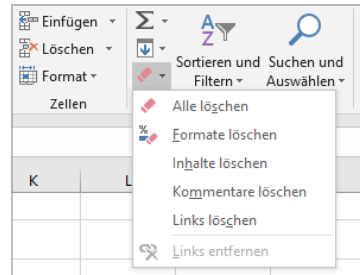 Einfügen
Löschen
Format
Zellen
Sortieren und
Filtern
Suchen und
Auswählen
Alle löschen
Formate löschen
Inhalte löschen
Kommentare löschen
Links löschen
Links entfernen
K
L